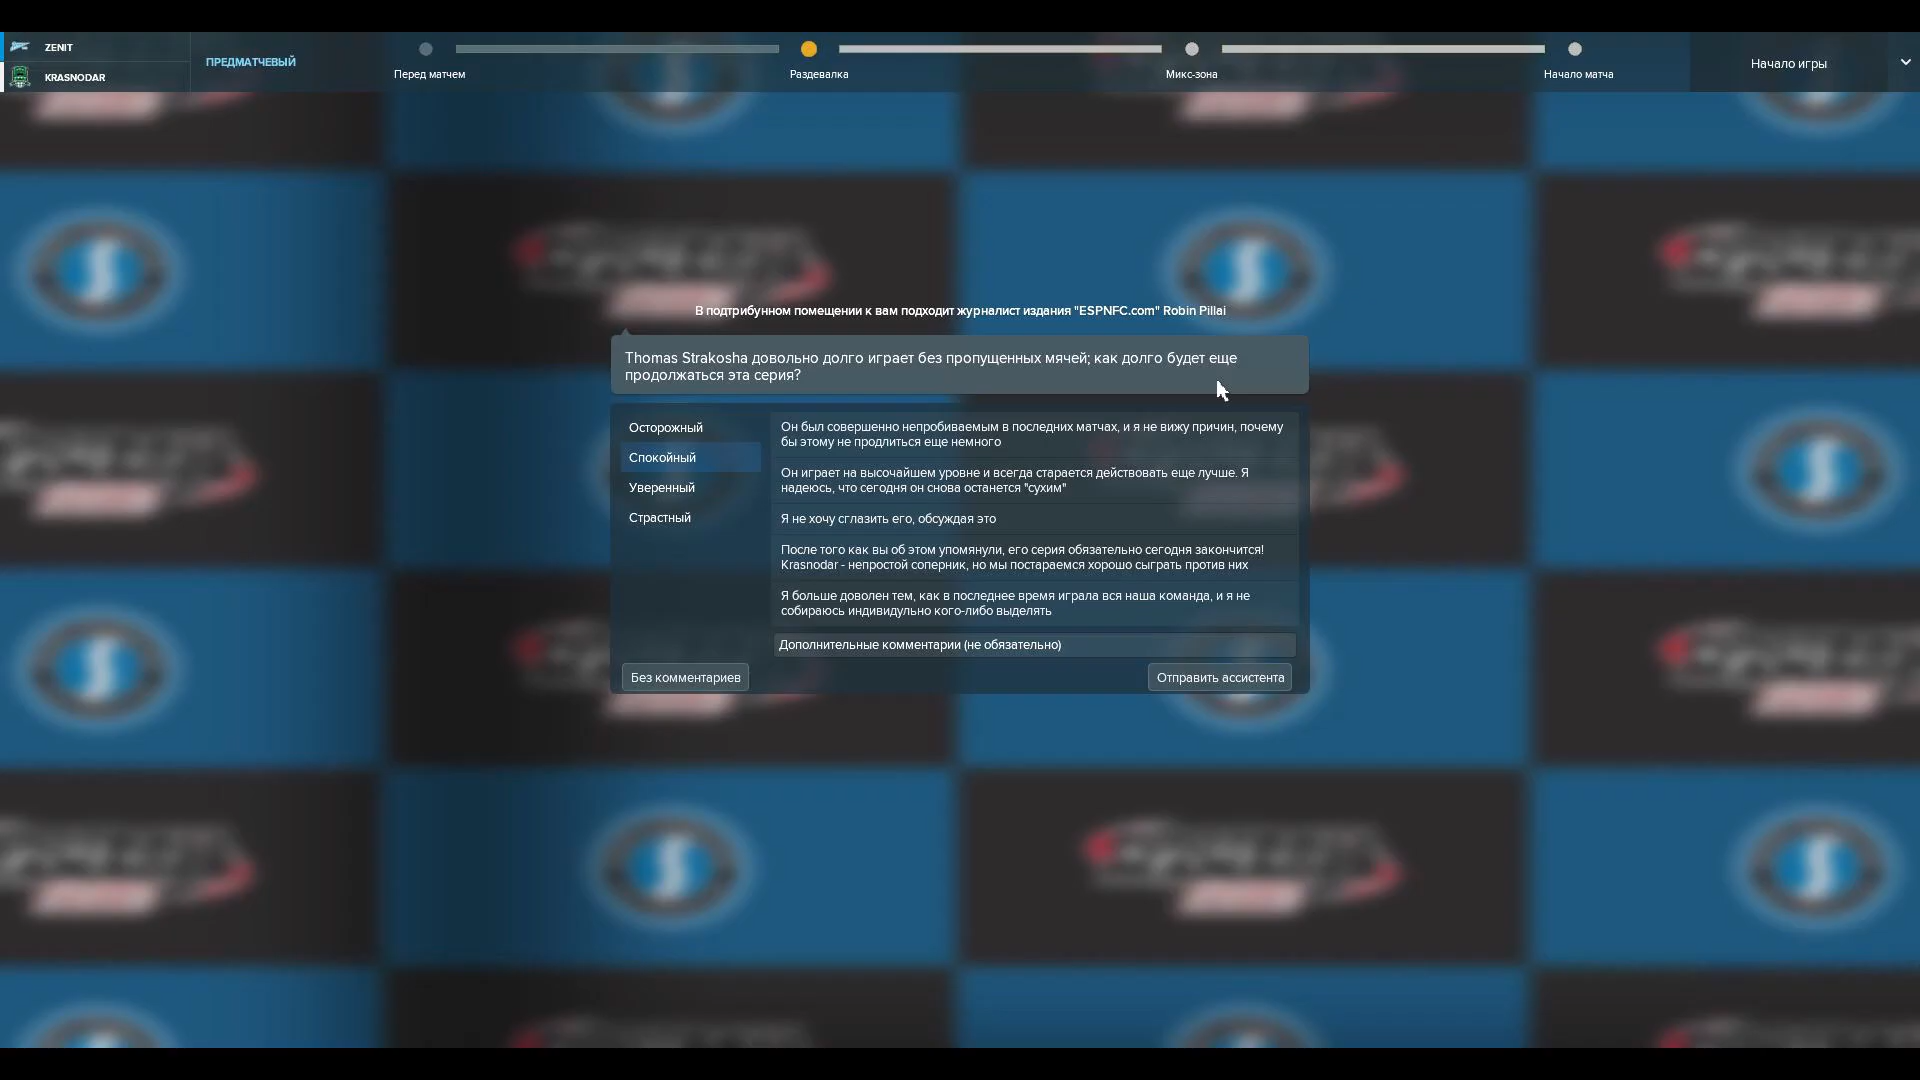 ZENIT
KRASNODAR
ПРЕДМАТЧЕВЫЙ
Перед матчем
Раздевалка
Микс-зона
Начало матча
Начало игры
В подтрибунном помещении к вам подходит журналист издания "ESPNFC.com" Robin Pillai
Thomas Strakosha довольно долго играет без пропущенных мячей; как долго будет еще
продолжаться эта серия?
Осторожный
Спокойный
Уверенный
Страстный
Он был совершенно непробиваемым в последних матчах, и я не вижу причин, почему
бы этому не продлиться еще немного
Он играет на высочайшем уровне и всегда старается действовать еще лучше. Я
надеюсь, что сегодня он снова останется "сухим"
Я не хочу сглазить его, обсуждая это
После того как вы об этом упомянули, его серия обязательно сегодня закончится!
Krasnodar - непростой соперник, но мы постараемся хорошо сыграть против них
Я больше доволен тем, как в последнее время играла вся наша команда, и я не
собираюсь индивидульно кого-либо выделять
Дополнительные комментарии (не обязательно)
Без комментариев
Отправить ассистента